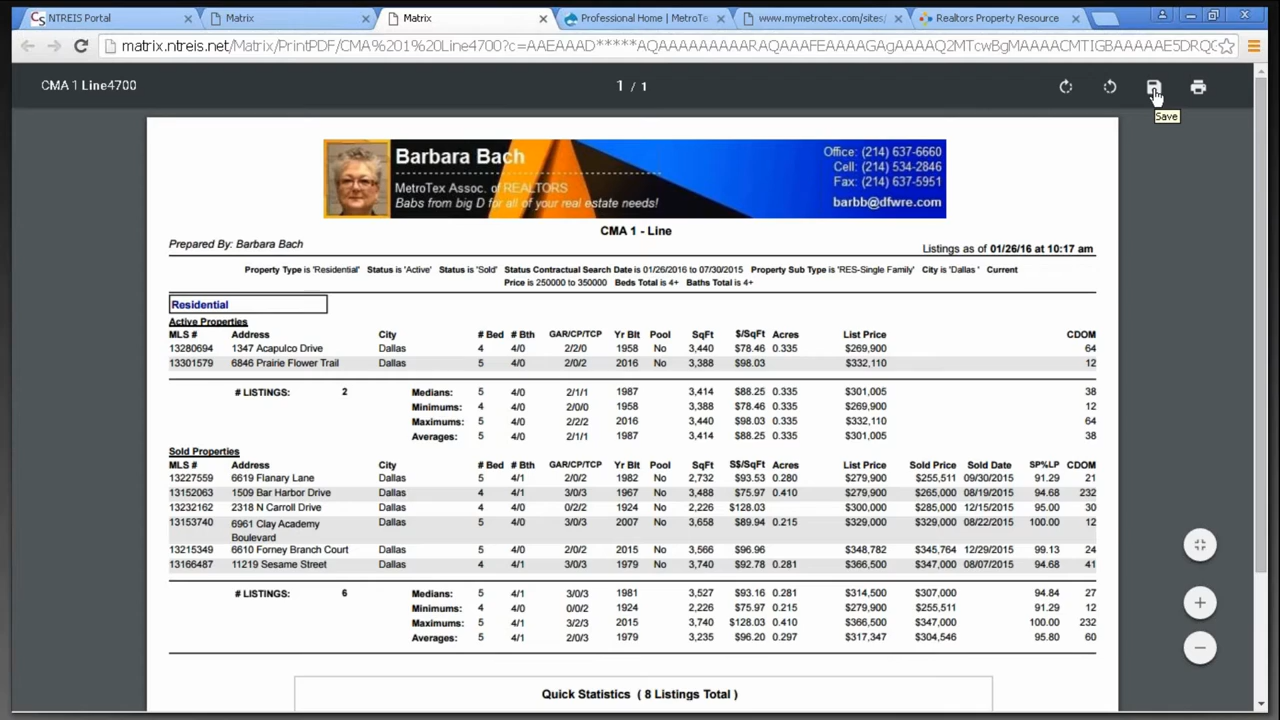 NTREIS Portal
Matrix
Matrix
Professional Home | MetroTe
www.mymetrotex.com/sites/
Realtors Property Resource
matrix.ntreis.net/Matrix/PrintPDF/CMA%201%20Line4700?c=
CMA 1 Line4700
1 / 1
Save
Barbara Bach
MetroTex Assoc. of REALTORS
Babs from big D for all of your real estate needs!
Office: (214) 637-6660
Cell: (214) 534-2846
Fax: (214) 637-5951
barbb@dfwre.com
CMA 1 - Line
Prepared By: Barbara Bach
Listings as of 01/26/16 at 10:17 am
Property Type is 'Residential' Status is 'Active' Status is 'Sold' Status Contractual Search Date is 01/26/2016 to 07/30/2015 Property Sub Type is 'RES-Single Family' City is 'Dallas ' Current
Price is 250000 to 350000 Beds Total is 4+ Baths Total is 4+
Residential
Active Properties
MLS # Address City # Bed # Bth GAR/CP/TCP Yr Blt Pool SqFt $/SqFt Acres List Price CDOM
13280694 1347 Acapulco Drive Dallas 4 4/0 2/2/0 1958 No 3,440 $78.46 0.335 $269,900 64
13301579 6846 Prairie Flower Trail Dallas 5 4/0 2/0/2 2016 No 3,388 $98.03 $332,110 12
# LISTINGS: 2 Medians: 5 4/0 2/1/1 1987 3,414 $88.25 0.335 $301,005 38
Minimums: 4 4/0 2/0/0 1958 3,388 $78.46 0.335 $269,900 12
Maximums: 5 4/0 2/2/2 2016 3,440 $98.03 0.335 $332,110 64
Averages: 5 4/0 2/1/1 1987 3,414 $88.25 0.335 $301,005 38
Sold Properties
MLS # Address City # Bed # Bth GAR/CP/TCP Yr Blt Pool SqFt S$/SqFt Acres List Price Sold Price Sold Date SP%LP CDOM
13227559 6619 Flanary Lane Dallas 5 4/1 2/0/2 1982 No 2,732 $93.53 0.280 $279,900 $255,511 09/30/2015 91.29 21
13152063 1509 Bar Harbor Drive Dallas 4 4/1 3/0/3 1967 No 3,488 $75.97 0.410 $279,900 $265,000 08/19/2015 94.68 232
13232162 2318 N Carroll Drive Dallas 4 4/0 0/2/2 1924 No 2,226 $128.03 $300,000 $285,000 12/15/2015 95.00 30
13153740 6961 Clay Academy Dallas 5 4/0 3/0/3 2007 No 3,658 $89.94 0.215 $329,000 $329,000 08/22/2015 100.00 12
Boulevard
13215349 6610 Forney Branch Court Dallas 5 4/0 2/0/2 2015 No 3,566 $96.96 $348,782 $345,764 12/29/2015 99.13 24
13166487 11219 Sesame Street Dallas 4 4/1 3/0/3 1979 No 3,740 $92.78 0.281 $366,500 $347,000 08/07/2015 94.68 41
# LISTINGS: 6 Medians: 5 4/1 3/0/3 1981 3,527 $93.16 0.281 $314,500 $307,000 94.84 27
Minimums: 4 4/0 0/0/2 1924 2,226 $75.97 0.215 $279,900 $255,511 91.29 12
Maximums: 5 4/1 3/2/3 2015 3,740 $128.03 0.410 $366,500 $347,000 100.00 232
Averages: 5 4/1 2/0/3 1979 3,235 $96.20 0.297 $317,347 $304,546 95.80 60
Quick Statistics ( 8 Listings Total )